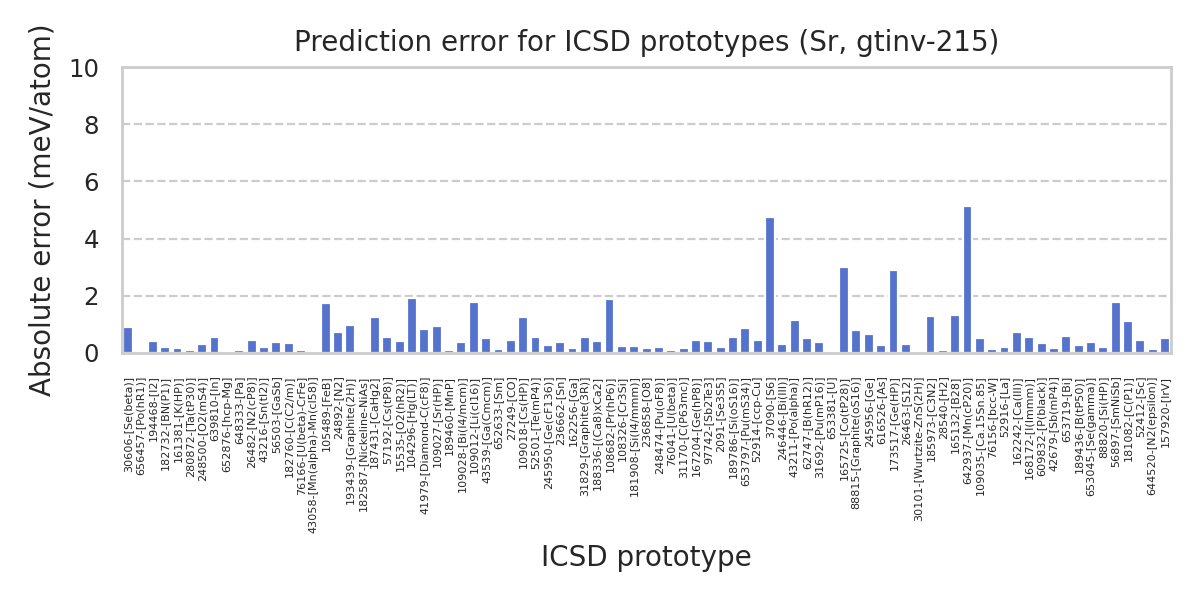 Prediction error for ICSD prototypes (Sr, gtinv-215)
Absolute error (meV/atom)
10
8
6
4
2
0
30606-[Se(beta)]
656457-[Po(hR1)]
194468-[I2]
182732-[BN(P1)]
161381-[K(HP)]
280872-[Ta(tP30)]
248500-[O2(mS4)]
639810-[In]
652876-[hcp-Mg]
648333-[Pa]
26482-[N2(cP8)]
43216-[Sn(tI2)]
56503-[GaSb]
182760-[C(C2/m)]
76166-[U(beta)-CrFe]
43058-[Mn(alpha)-Mn(cI58)]
105489-[FeB]
24892-[N2]
193439-[Graphite(2H)]
182587-[Nickeline-NiAs]
187431-[CaHg2]
57192-[Cs(tP8)]
15535-[O2(hR2)]
104296-[Hg(LT)]
41979-[Diamond-C(cF8)]
109027-[Sr(HP)]
189460-[MnP]
109028-[Bi(I4/mcm)]
109012-[Li(cI16)]
43539-[Ga(Cmcm)]
652633-[Sm]
27249-[CO]
109018-[Cs(HP)]
52501-[Te(mP4)]
245950-[Ge(cF136)]
236662-[Sn]
162256-[Ga]
31829-[Graphite(3R)]
188336-[(Ca8)xCa2]
108682-[Pr(hP6)]
108326-[Cr3Si]
181908-[Si(I4/mmm)]
236858-[O8]
248474-[Pu(oF8)]
76041-[U(beta)]
31170-[C(P63mc)]
167204-[Ge(hP8)]
97742-[Sb2Te3]
2091-[Se3S5]
189786-[Si(oS16)]
653797-[Pu(mS34)]
52914-[ccp-Cu]
37090-[S6]
246446-[Bi(III)]
43211-[Po(alpha)]
62747-[B(hR12)]
31692-[Pu(mP16)]
653381-[U]
165725-[Co(tP28)]
88815-[Graphite(oS16)]
245956-[Ge]
616526-[As]
173517-[Ge(HP)]
26463-[S12]
30101-[Wurtzite-ZnS(2H)]
185973-[C3N2]
28540-[H2]
165132-[B28]
642937-[Mn(cP20)]
109035-[Ca.15Sn.85]
76156-[bcc-W]
52916-[La]
162242-[Ca(III)]
168172-[I(Immm)]
609832-[P(black)]
42679-[Sb(mP4)]
653719-[Bi]
189436-[B(tP50)]
653045-[Se(gamma)]
88820-[Si(HP)]
56897-[SmNiSb]
181082-[C(P1)]
52412-[Sc]
644520-[N2(epsilon)]
157920-[IrV]
ICSD prototype